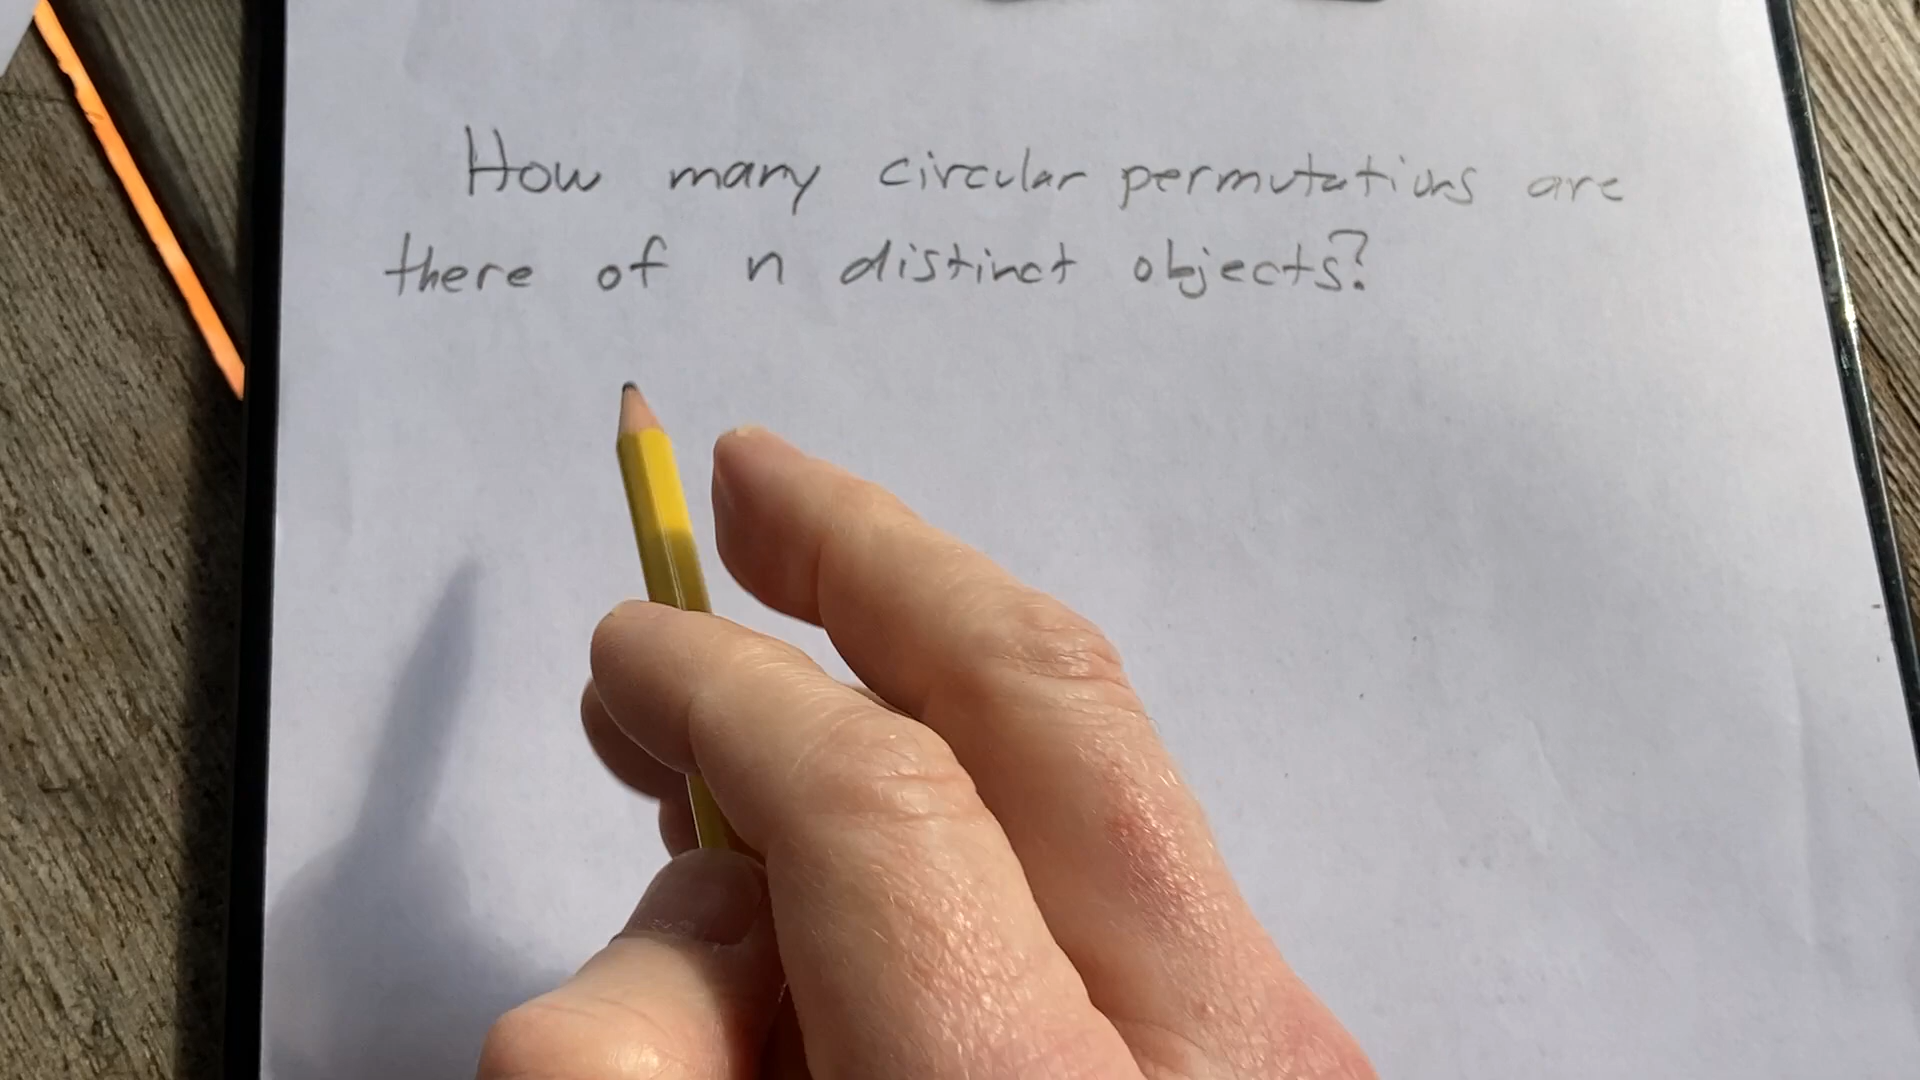 How many circular permutations are
there of n distinct objects?